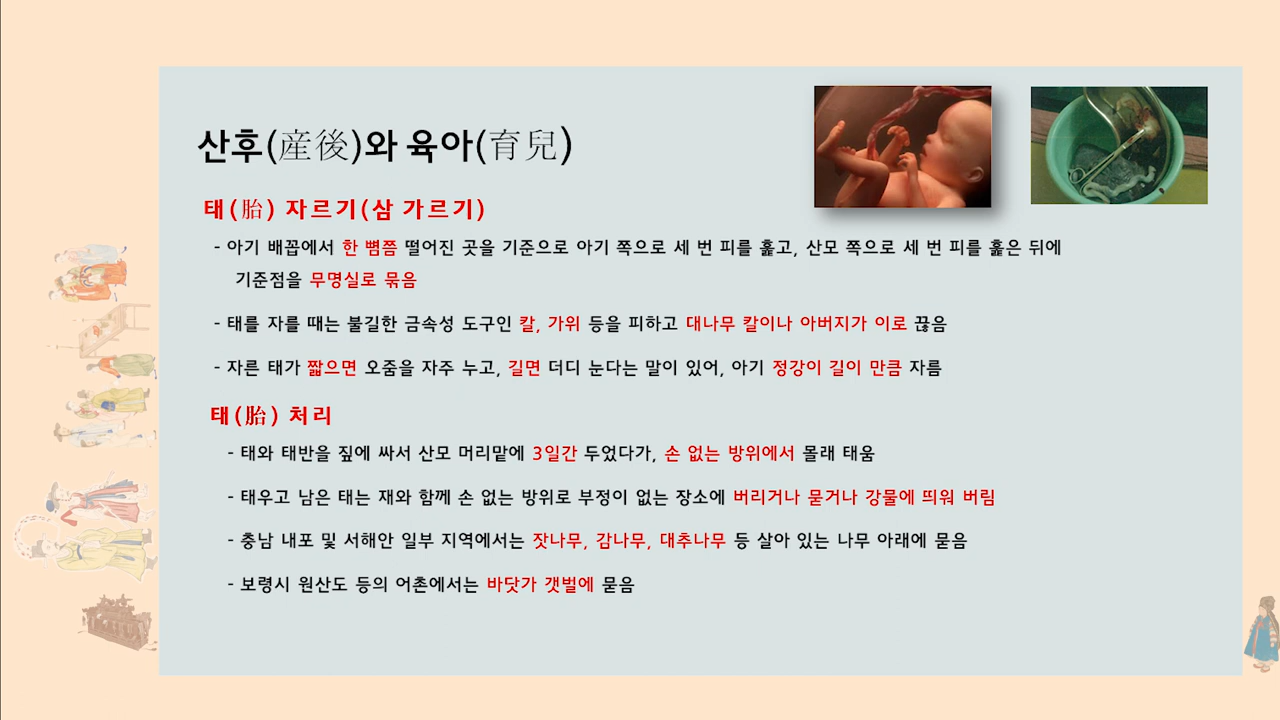 산후(産後)와 육아(育兒)
태(胎) 자르기(삼 가르기)
- 아기 배꼽에서 한 뼘쯤 떨어진 곳을 기준으로 아기 쪽으로 세 번 피를 훑고, 산모 쪽으로 세 번 피를 훑은 뒤에
기준점을 무명실로 묶음
- 태를 자를 때는 불길한 금속성 도구인 칼, 가위 등을 피하고 대나무 칼이나 아버지가 이로 끊음
- 자른 태가 짧으면 오줌을 자주 누고, 길면 더디 눈다는 말이 있어, 아기 정강이 길이 만큼 자름
태(胎) 처리
- 태와 태반을 짚에 싸서 산모 머리맡에 3일간 두었다가, 손 없는 방위에서 몰래 태움
- 태우고 남은 태는 재와 함께 손 없는 방위로 부정이 없는 장소에 버리거나 묻거나 강물에 띄워 버림
- 충남 내포 및 서해안 일부 지역에서는 잣나무, 감나무, 대추나무 등 살아 있는 나무 아래에 묻음
- 보령시 원산도 등의 어촌에서는 바닷가 갯벌에 묻음